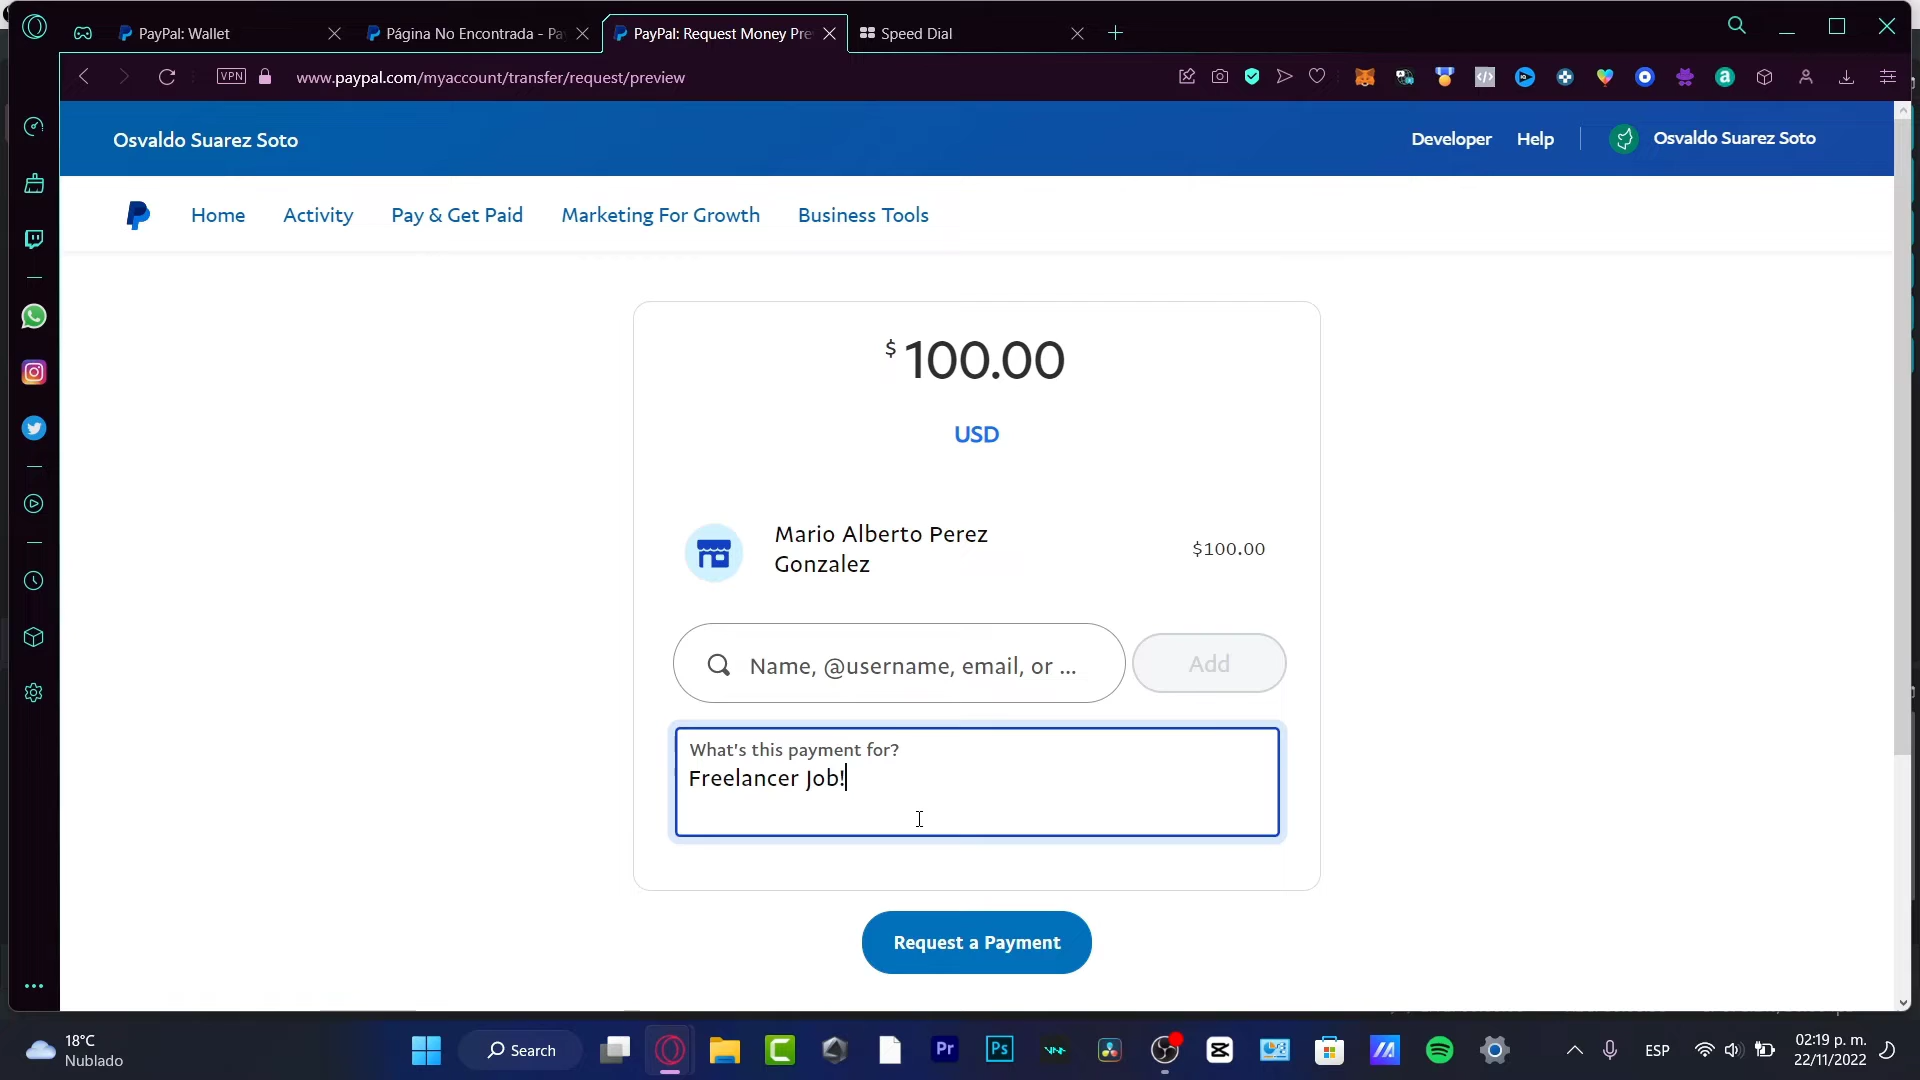 PayPal: Wallet
Página No Encontrada - Pa
PayPal: Request Money Pre
Speed Dial
VPN
www.paypal.com/myaccount/transfer/request/preview
Osvaldo Suarez Soto
Developer
Help
Osvaldo Suarez Soto
Home
Activity
Pay & Get Paid
Marketing For Growth
Business Tools
$100.00
USD
Mario Alberto Perez
Gonzalez
$100.00
Name, @username, email, or ...
Add
What's this payment for?
Freelancer Job!
Request a Payment
18°C
Nublado
Search
Pr
Ps
ESP
02:19 p. m.
22/11/2022